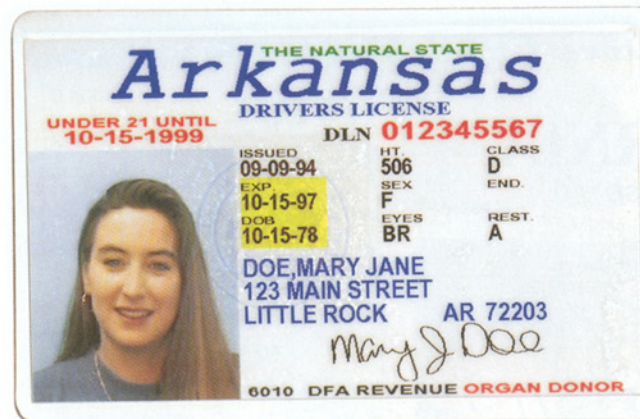 THE NATURAL STATE
Arkansas
DRIVERS LICENSE
UNDER 21 UNTIL
10-15-1999
DLN 012345567
ISSUED HT. CLASS
09-09-94 506 D
EXP. SEX END.
10-15-97 F
DOB EYES REST.
10-15-78 BR A
DOE,MARY JANE
123 MAIN STREET
LITTLE ROCK AR 72203
Mary J Doe
6010 DFA REVENUE ORGAN DONOR